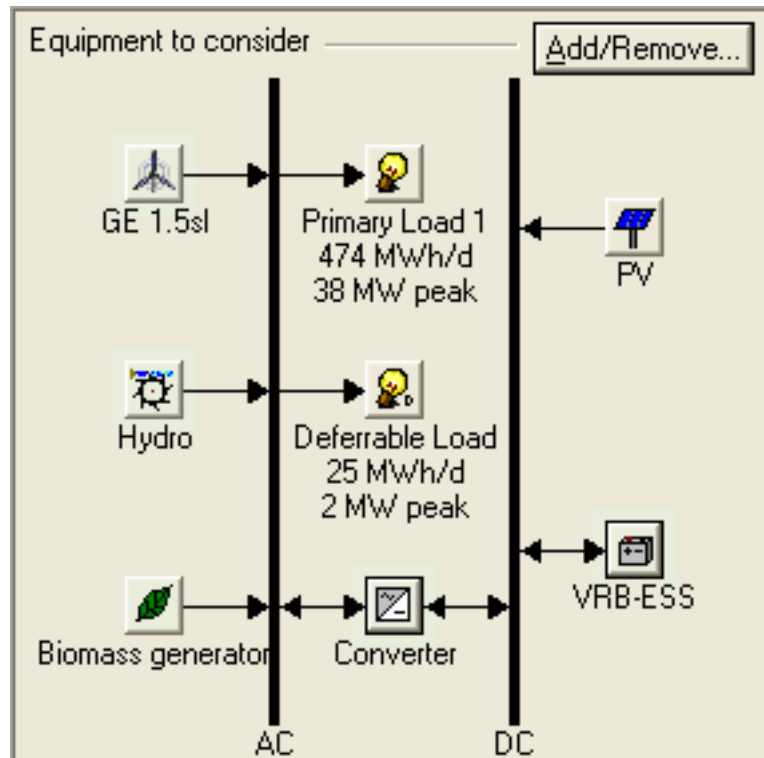 Equipment to consider
Add/Remove...
GE 1.5sl
Primary Load 1
474 MWh/d
38 MW peak
PV
Hydro
Deferrable Load
25 MWh/d
2 MW peak
VRB-ESS
Biomass generator
Converter
AC
DC